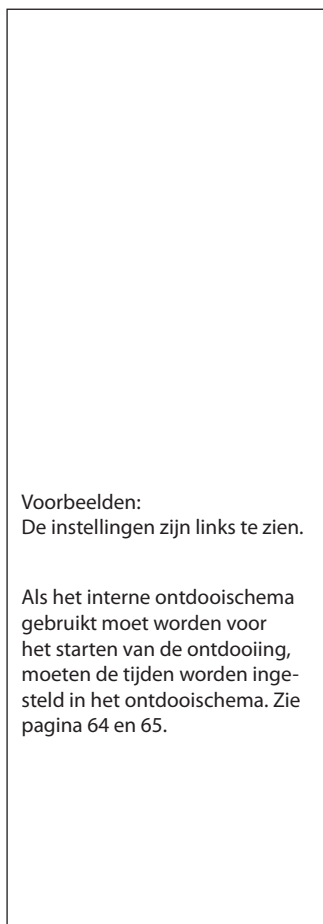 Voorbeelden:
De instellingen zijn links te zien.
Als het interne ontdooischema
gebruikt moet worden voor
het starten van de ontdooiing,
moeten de tijden worden inge-
steld in het ontdooischema. Zie
pagina 64 en 65.